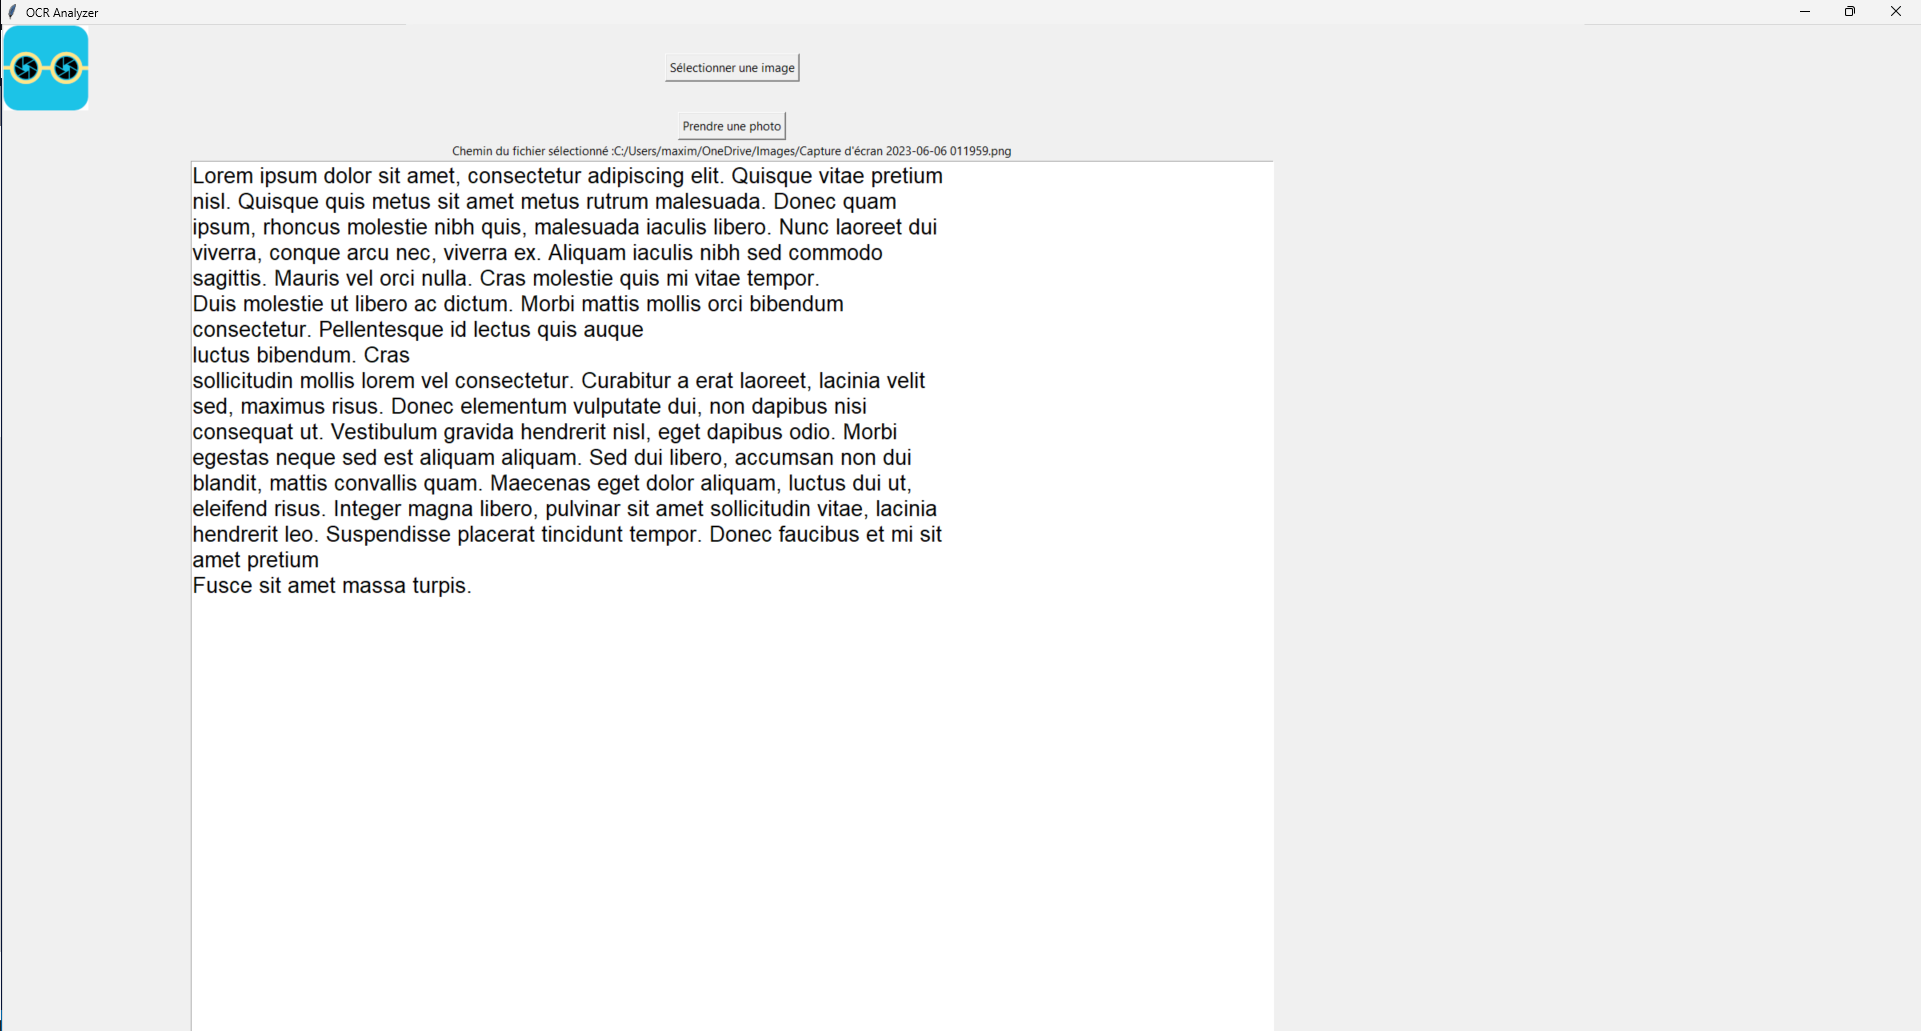 OCR Analyzer
Sélectionner une image
Prendre une photo
Chemin du fichier sélectionné :C:/Users/maxim/OneDrive/Images/Capture d'écran 2023-06-06 011959.png
Lorem ipsum dolor sit amet, consectetur adipiscing elit. Quisque vitae pretium
nisl. Quisque quis metus sit amet metus rutrum malesuada. Donec quam
ipsum, rhoncus molestie nibh quis, malesuada iaculis libero. Nunc laoreet dui
viverra, conque arcu nec, viverra ex. Aliquam iaculis nibh sed commodo
sagittis. Mauris vel orci nulla. Cras molestie quis mi vitae tempor.
Duis molestie ut libero ac dictum. Morbi mattis mollis orci bibendum
consectetur. Pellentesque id lectus quis auque
luctus bibendum. Cras
sollicitudin mollis lorem vel consectetur. Curabitur a erat laoreet, lacinia velit
sed, maximus risus. Donec elementum vulputate dui, non dapibus nisi
consequat ut. Vestibulum gravida hendrerit nisl, eget dapibus odio. Morbi
egestas neque sed est aliquam aliquam. Sed dui libero, accumsan non dui
blandit, mattis convallis quam. Maecenas eget dolor aliquam, luctus dui ut,
eleifend risus. Integer magna libero, pulvinar sit amet sollicitudin vitae, lacinia
hendrerit leo. Suspendisse placerat tincidunt tempor. Donec faucibus et mi sit
amet pretium
Fusce sit amet massa turpis.